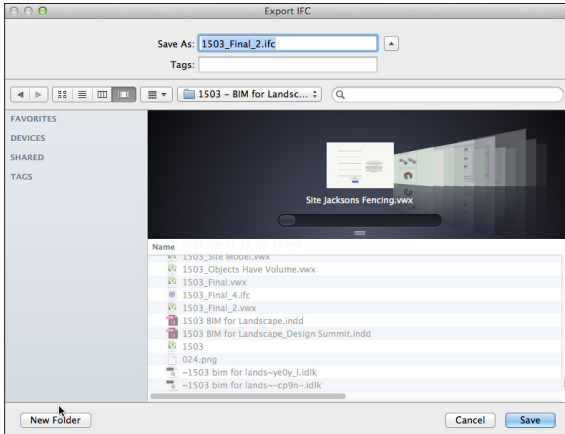 Export IFC
Save As: 1503_Final_2.ifc
Tags:
1503 – BIM for Landsc...
FAVORITES
DEVICES
SHARED
TAGS
Site Jacksons Fencing.vwx
Name
1503_Site Model.vwx
1503_Objects Have Volume.vwx
1503_Final.vwx
1503_Final_4.ifc
1503_Final_2.vwx
1503 BIM for Landscape.indd
1503 BIM for Landscape_Design Summit.indd
1503
024.png
~1503 bim for lands~ye0y_l.idlk
~1503 bim for lands~-cp9n-.idlk
New Folder
Cancel
Save